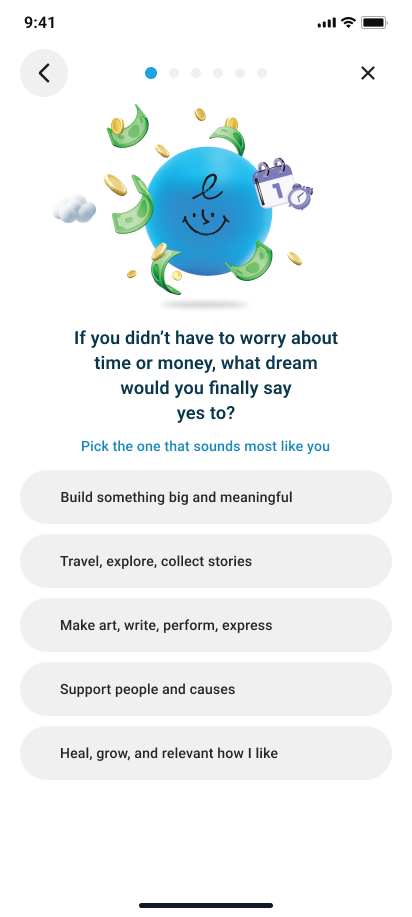 9:41
1
If you didn’t have to worry about
time or money, what dream
would you finally say
yes to?
Pick the one that sounds most like you
Build something big and meaningful
Travel, explore, collect stories
Make art, write, perform, express
Support people and causes
Heal, grow, and relevant how I like